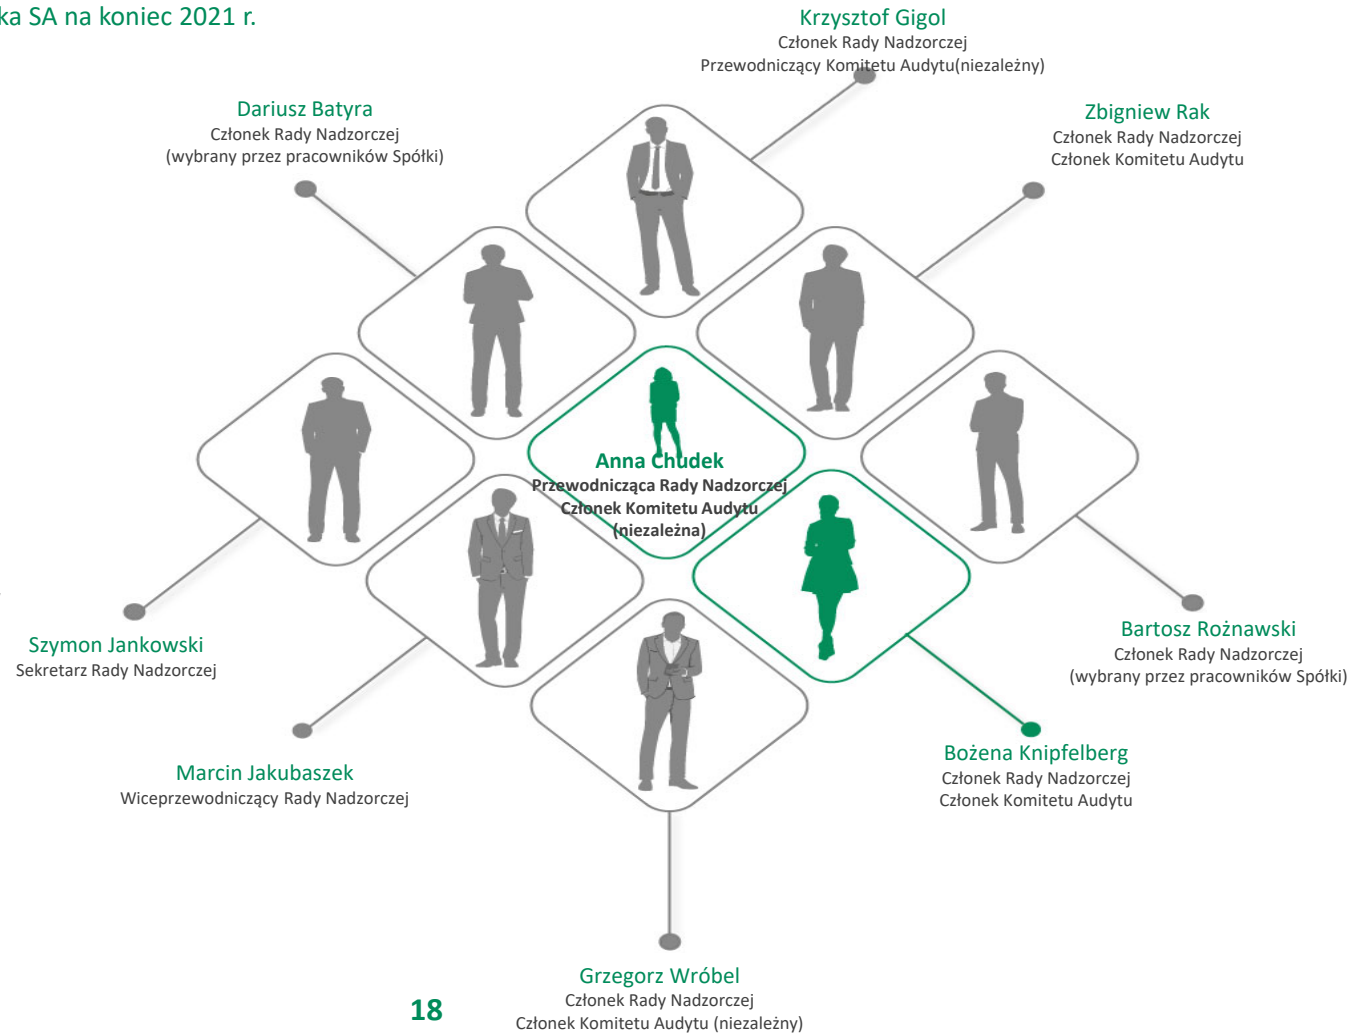 ka SA na koniec 2021 r.
Krzysztof Gigol
Członek Rady Nadzorczej
Przewodniczący Komitetu Audytu(niezależny)
Dariusz Batyra
Członek Rady Nadzorczej
(wybrany przez pracowników Spółki)
Zbigniew Rak
Członek Rady Nadzorczej
Członek Komitetu Audytu
Anna Chudek
Przewodnicząca Rady Nadzorczej
Członek Komitetu Audytu
(niezależna)
Szymon Jankowski
Sekretarz Rady Nadzorczej
Bartosz Rożnawski
Członek Rady Nadzorczej
(wybrany przez pracowników Spółki)
Marcin Jakubaszek
Wiceprzewodniczący Rady Nadzorczej
Bożena Knipfelberg
Członek Rady Nadzorczej
Członek Komitetu Audytu
Grzegorz Wróbel
Członek Rady Nadzorczej
Członek Komitetu Audytu (niezależny)
18